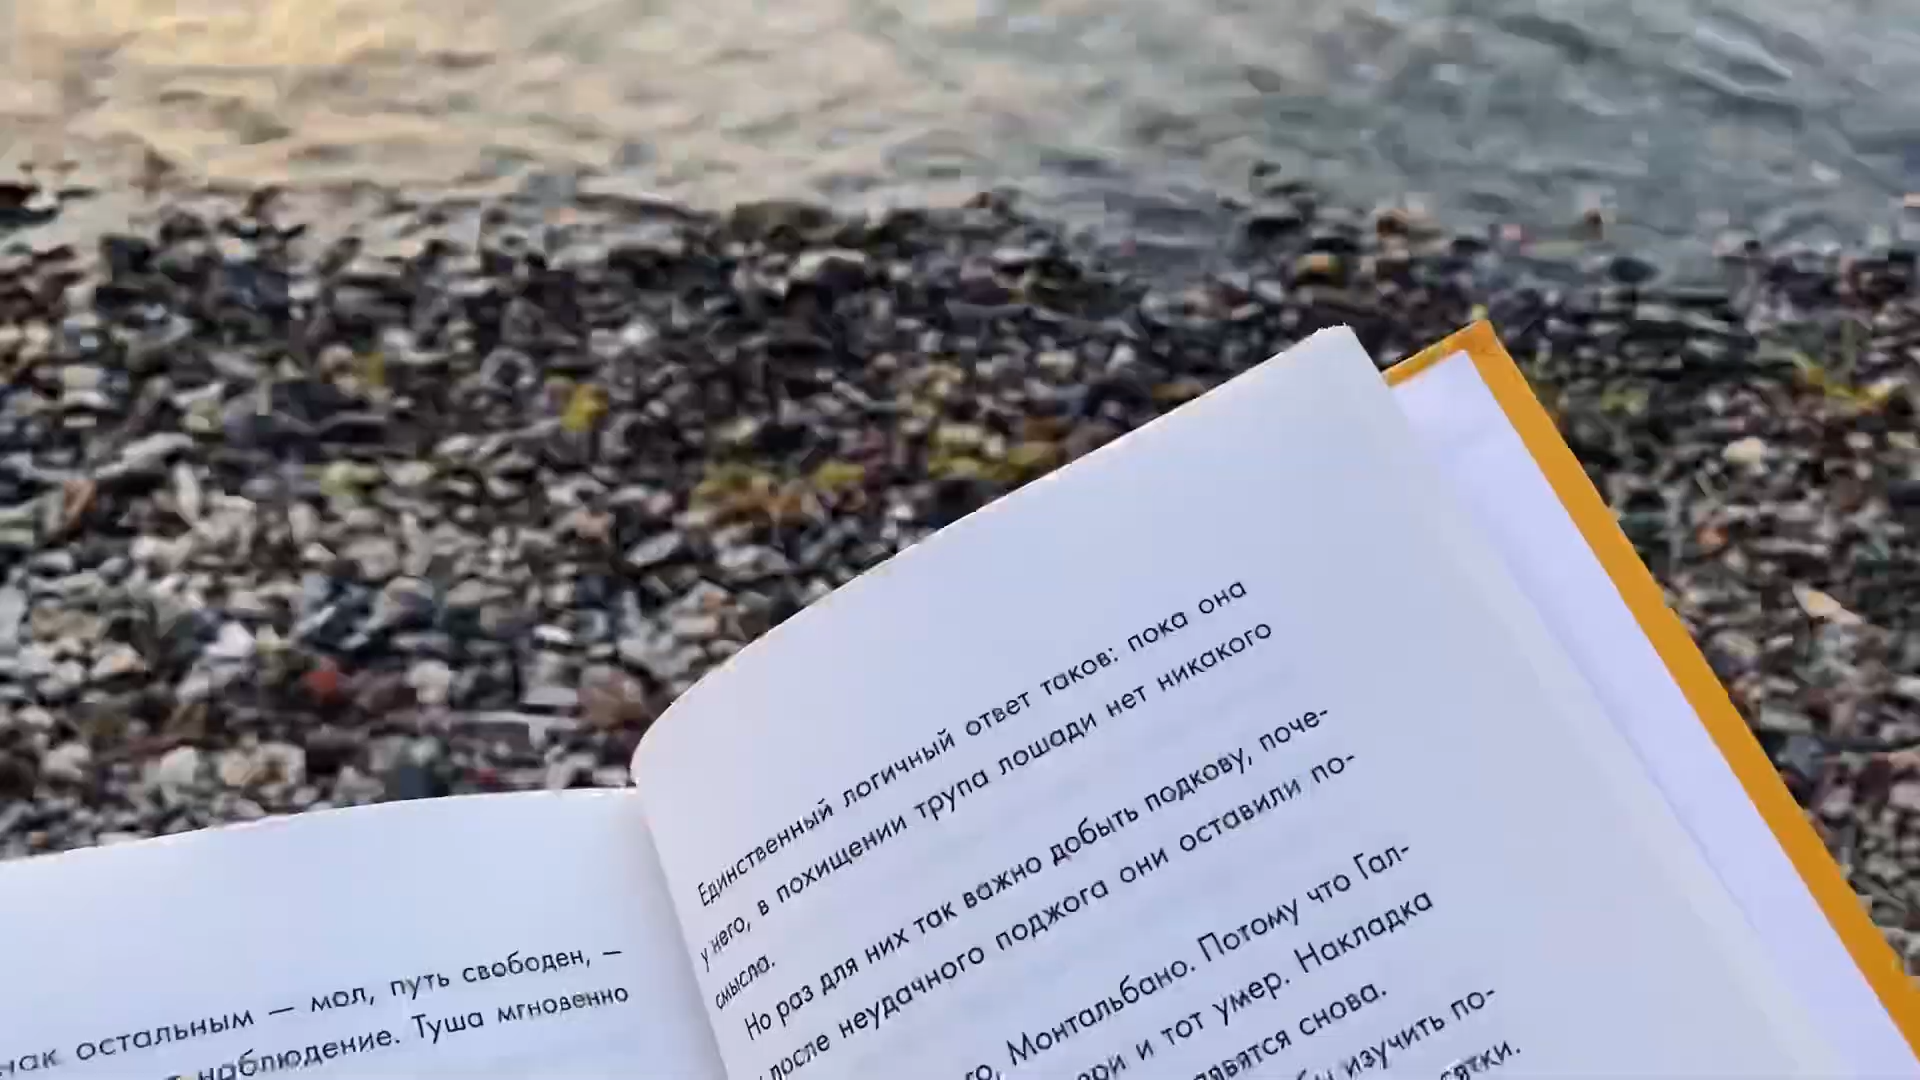 остальным — мол, путь свободен, —
наблюдение. Туша мгновенно
Единственный логичный ответ таков: пока она
у него, в похищении трупа лошади нет никакого
смысла.
Но раз для них так важно добыть подкову, поче-
после неудачного поджога они оставили по-
Монтальбано. Потому что Гал-
и тот умер. Накладка
снова.
изучить по-